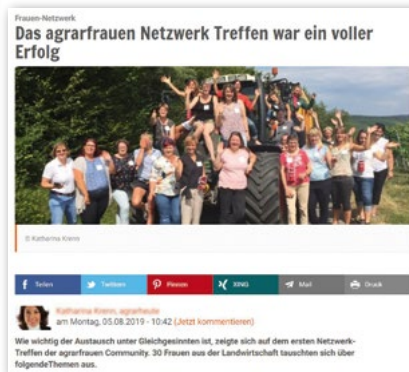 Frauen-Netzwerk
Das agrarfrauen Netzwerk Treffen war ein voller
Erfolg
© Katharina Krenn
Teilen
Twittern
Pinnen
XING
Mail
Druck
Katharina Krenn, agrarheute
am Montag, 05.08.2019 - 10:42 (Jetzt kommentieren)
Wie wichtig der Austausch unter Gleichgesinnten ist, zeigte sich auf dem ersten Netzwerk-
Treffen der agrarfrauen Community. 30 Frauen aus der Landwirtschaft tauschten sich über
folgendeThemen aus.